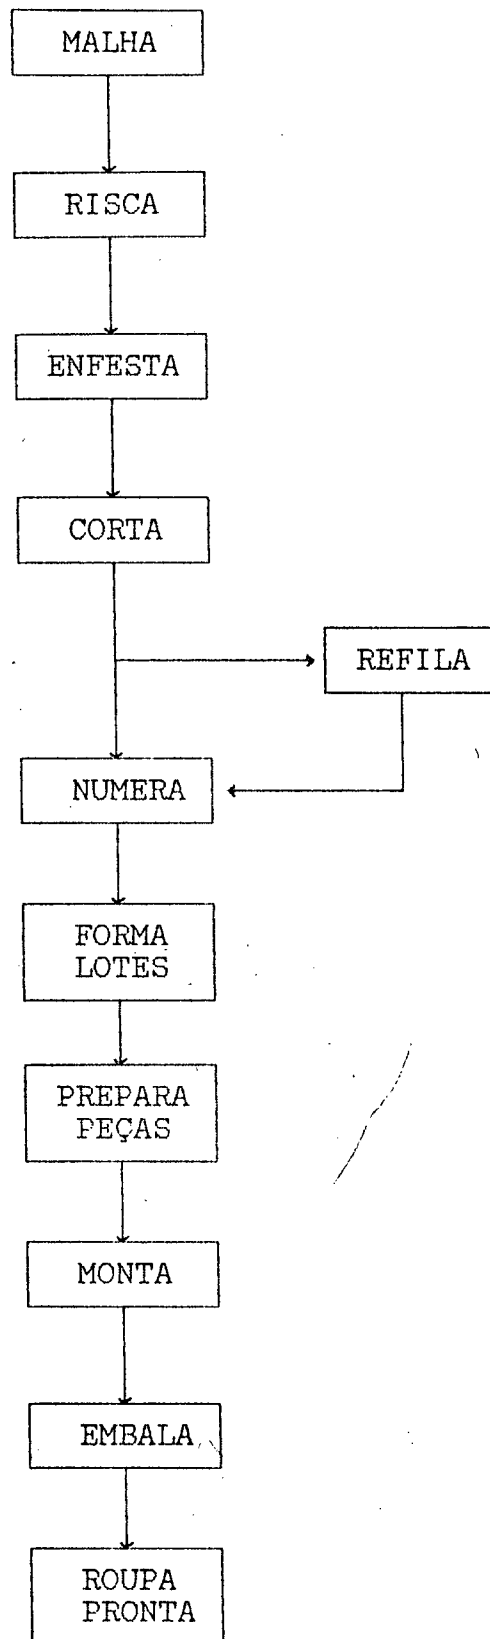 MALHA
RISCA
ENFESTA
CORTA
REFILA
NUMERA
FORMA
LOTES
PREPARA
PEÇAS
MONTA
EMBALA
ROUPA
PRONTA